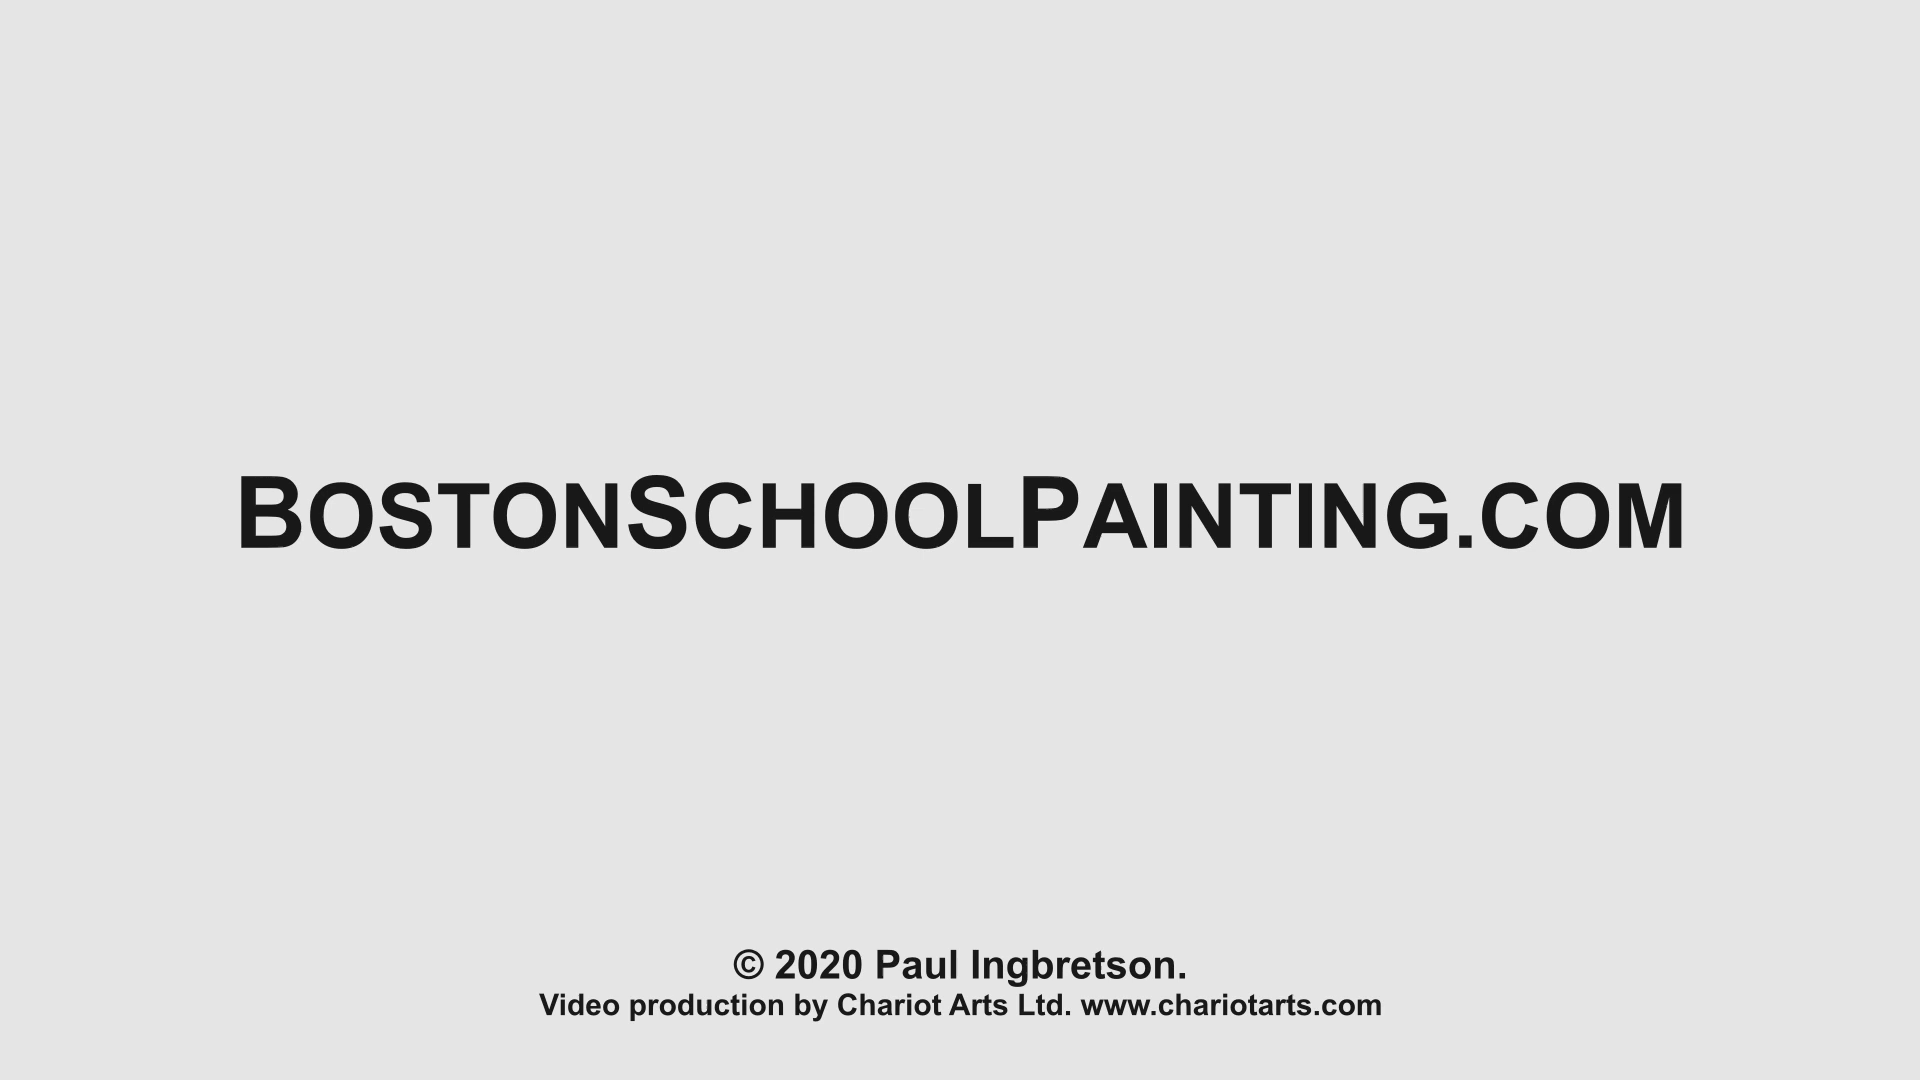 BOSTONSCHOOLPAINTING.COM
© 2020 Paul Ingbretson.
Video production by Chariot Arts Ltd. www.chariotarts.com